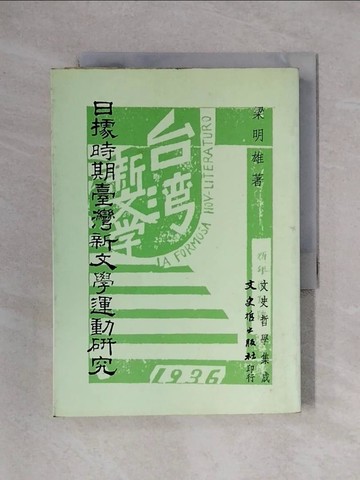 梁明雄著
日據時期臺灣新文學運動研究
台湾
新文學
LA FORMOSA NOV-LITERATURO
文史哲學集成
文史哲出版社印行
1936